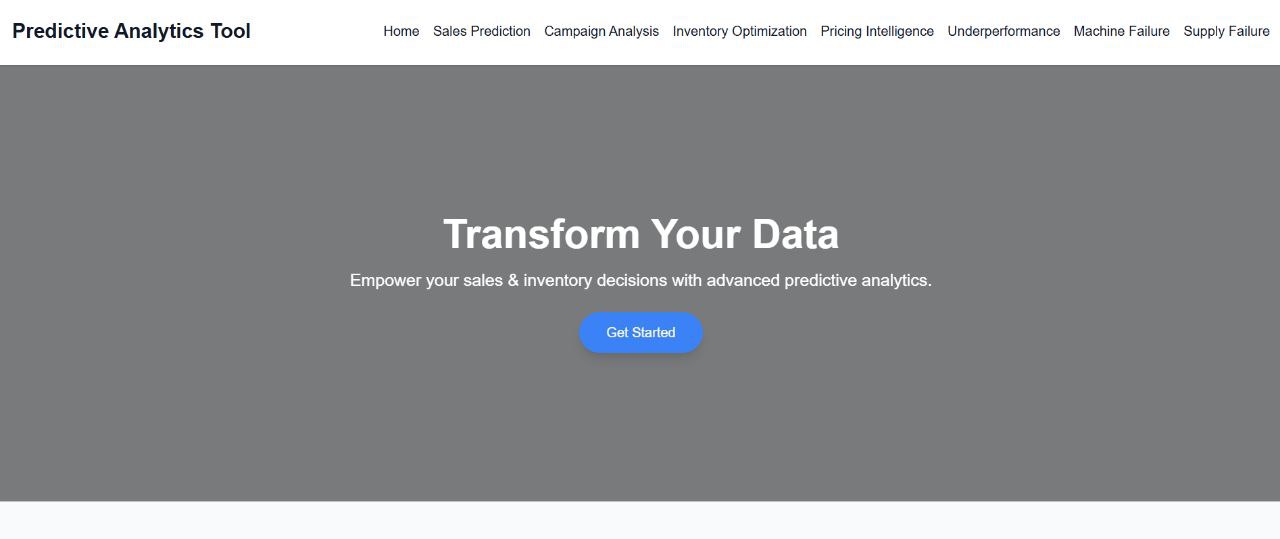 Predictive Analytics Tool
Home Sales Prediction Campaign Analysis Inventory Optimization Pricing Intelligence Underperformance Machine Failure Supply Failure
Transform Your Data
Empower your sales & inventory decisions with advanced predictive analytics.
Get Started